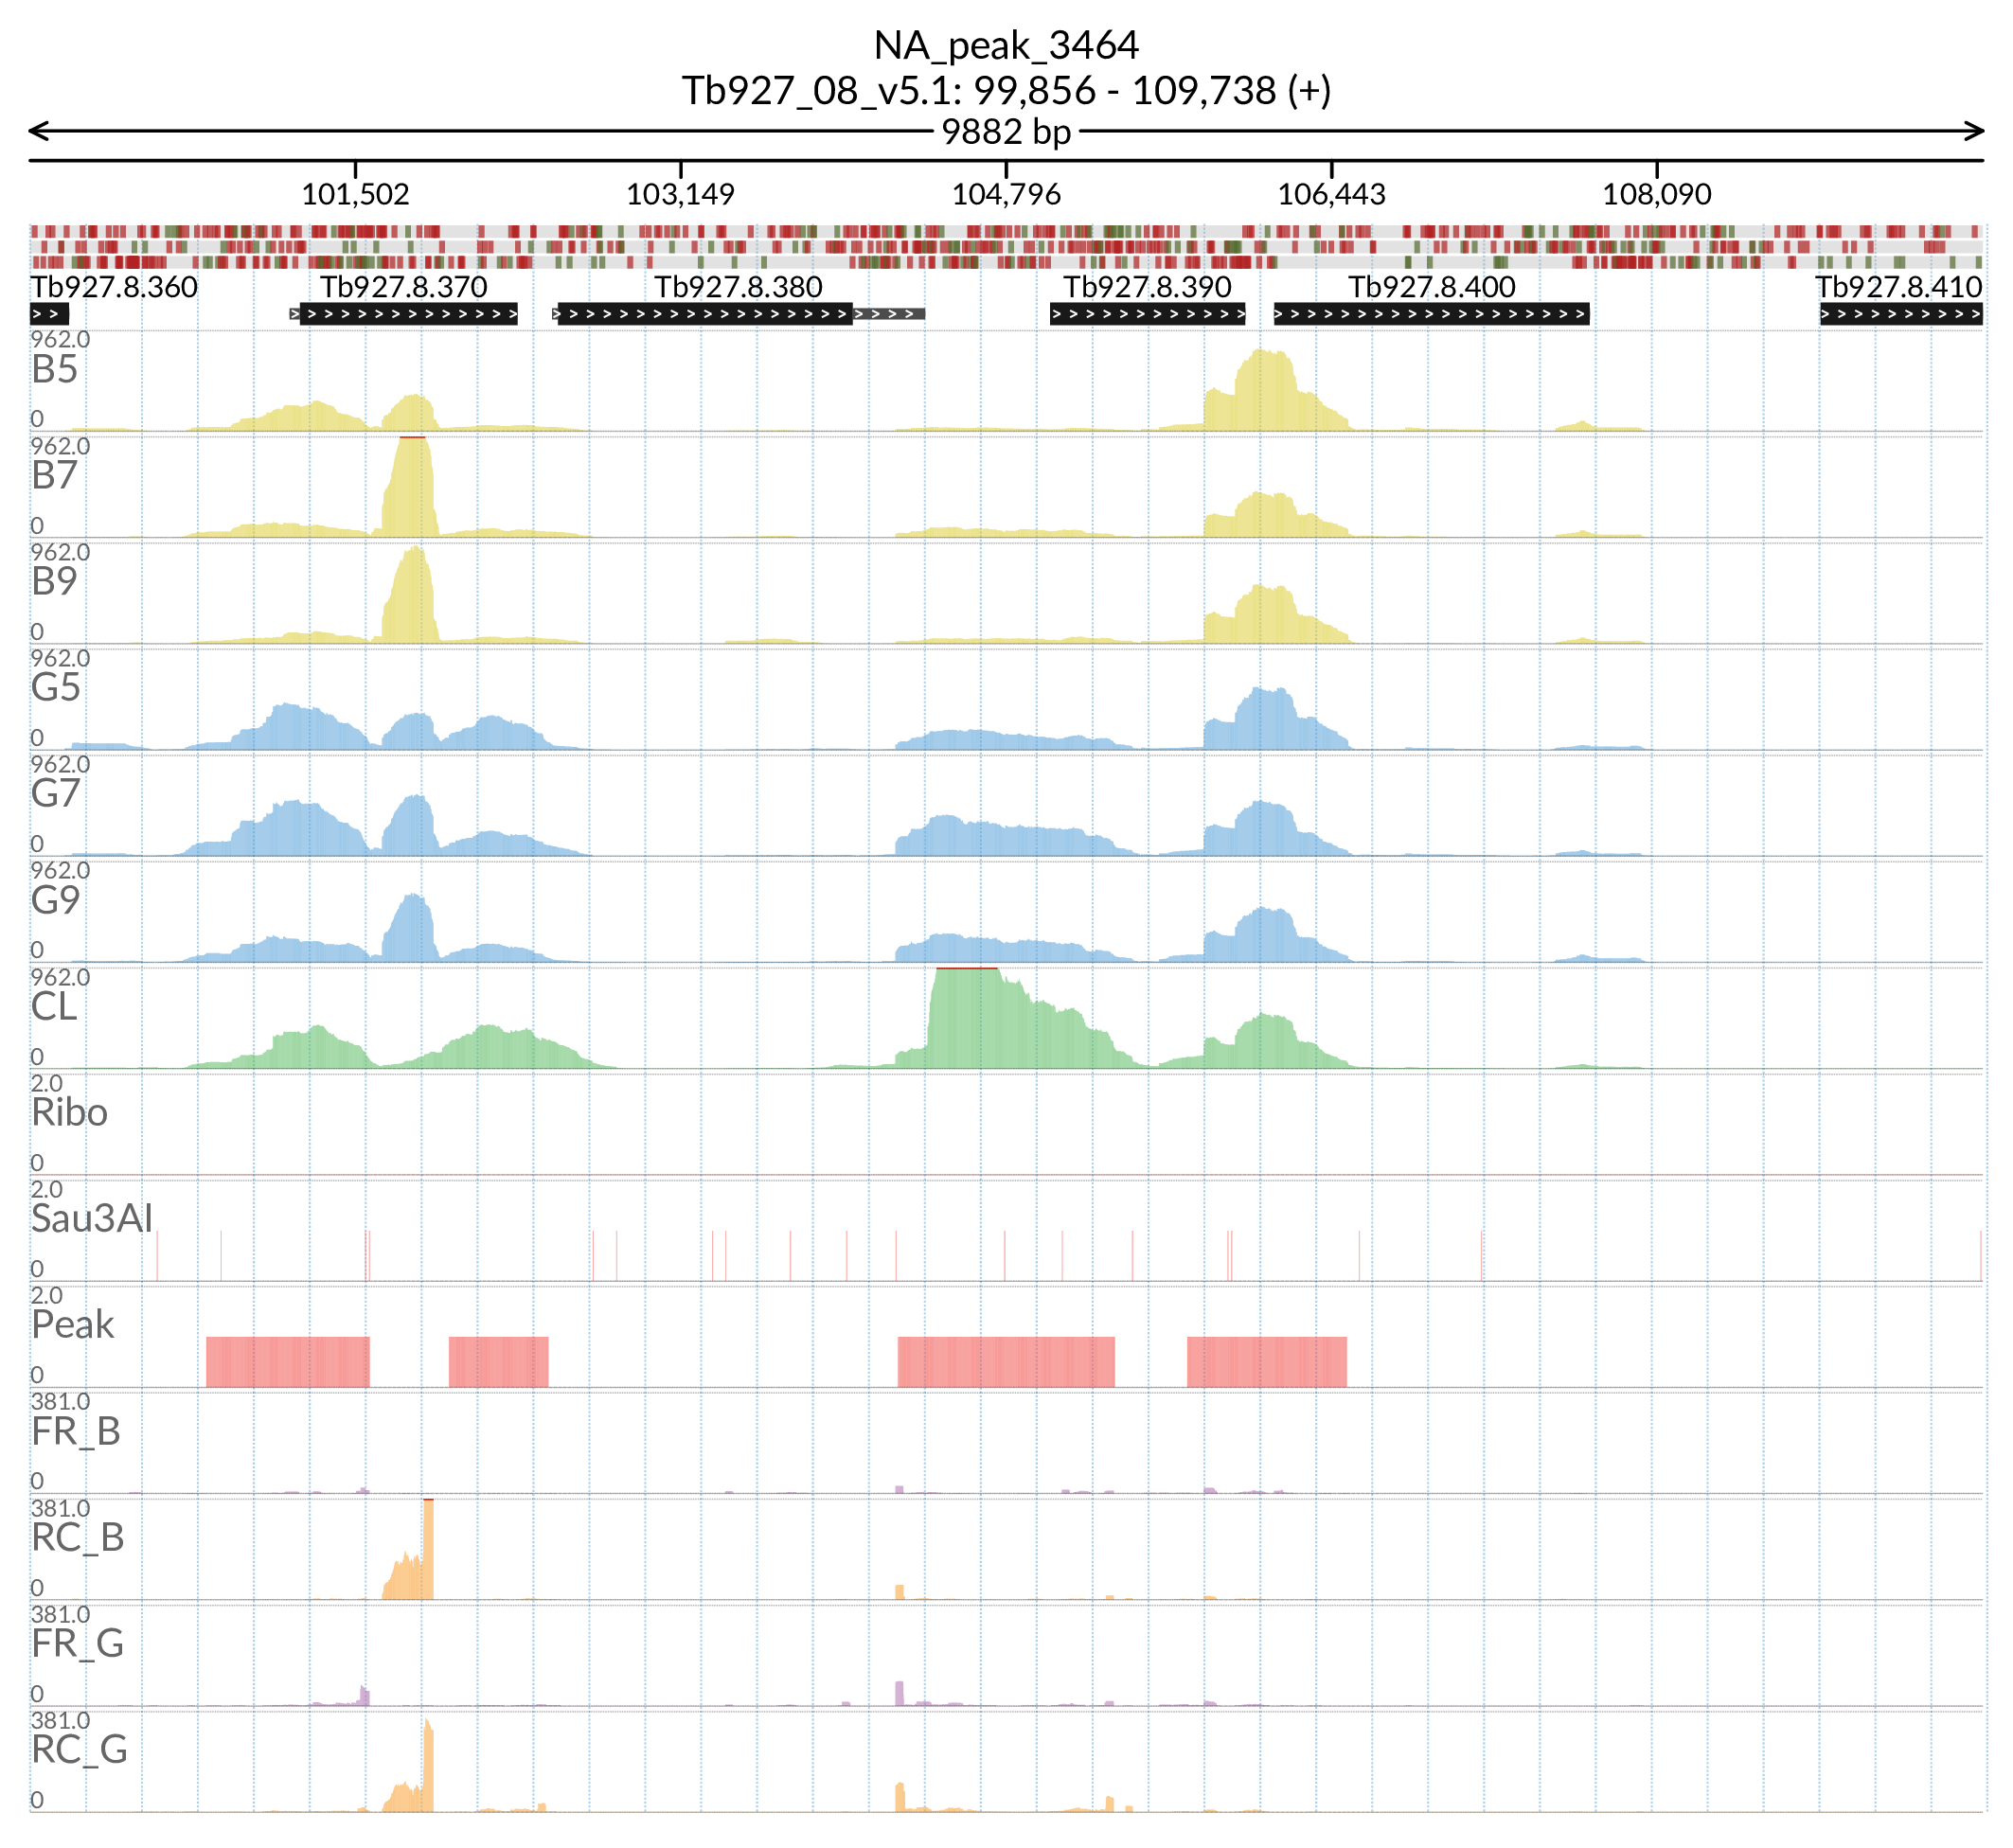 NA_peak_3464
Tb927_08_v5.1: 99,856 - 109,738 (+)
9882 bp
101,502 103,149 104,796 106,443 108,090
Tb927.8.360 Tb927.8.370 Tb927.8.380 Tb927.8.390 Tb927.8.400 Tb927.8.410
962.0
B5
0
962.0
B7
0
962.0
B9
0
962.0
G5
0
962.0
G7
0
962.0
G9
0
962.0
CL
0
2.0
Ribo
0
2.0
Sau3AI
0
2.0
Peak
0
381.0
FR_B
0
381.0
RC_B
0
381.0
FR_G
0
381.0
RC_G
0